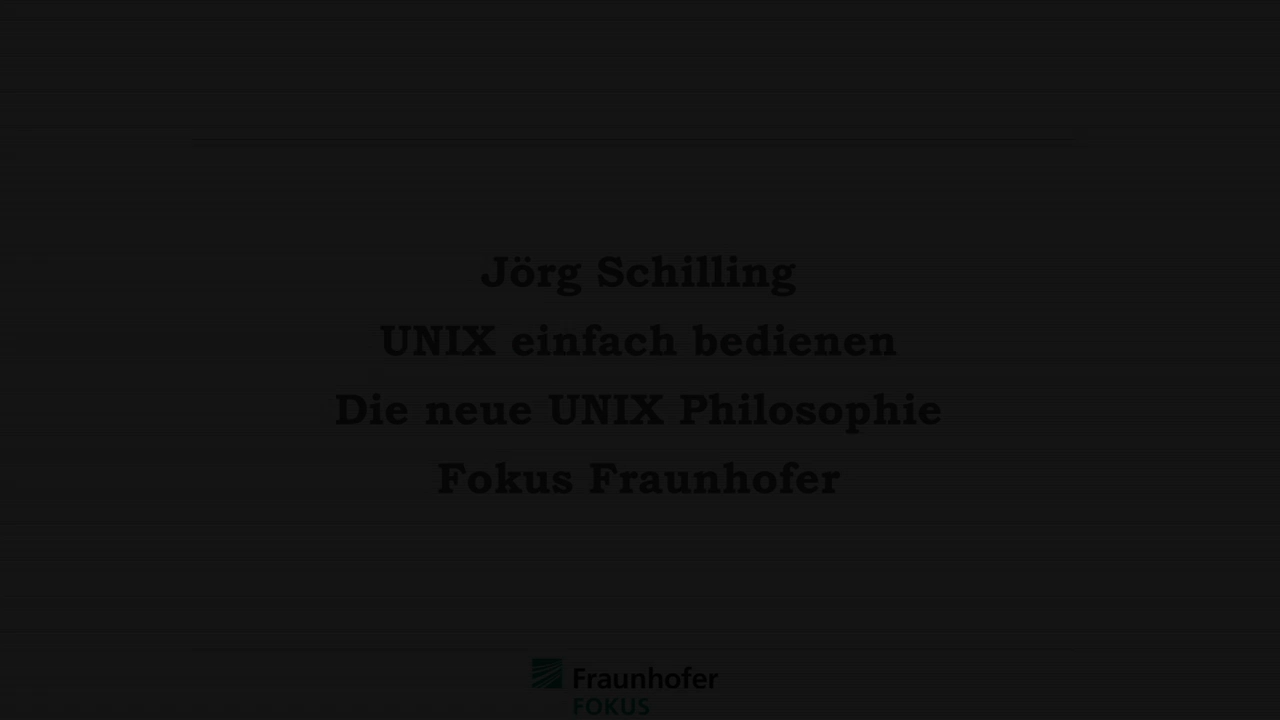 Jörg Schilling
UNIX einfach bedienen
Die neue UNIX Philosophie
Fokus Fraunhofer
Fraunhofer
FOKUS